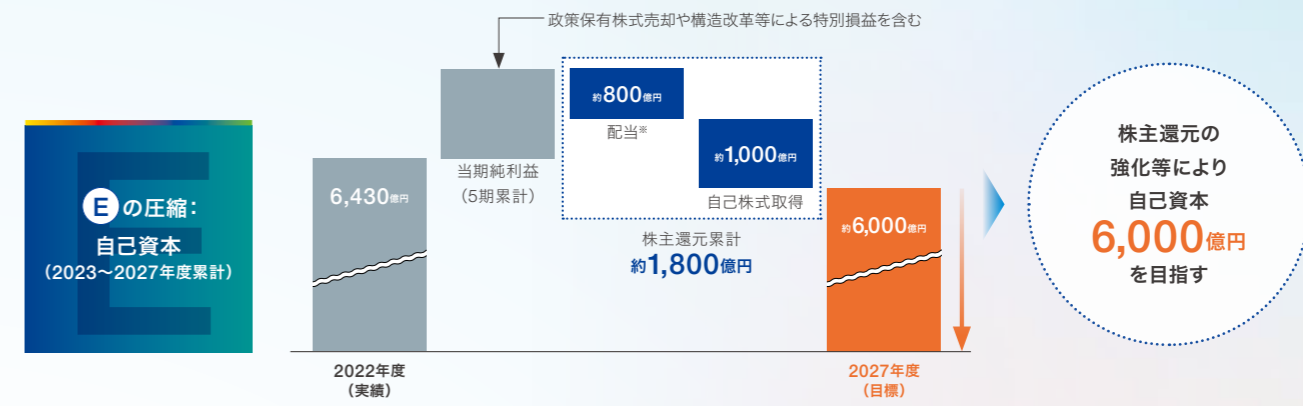 政策保有株式売却や構造改革等による特別損益を含む
Eの圧縮：
自己資本
（2023〜2027年度累計）
6,430億円
当期純利益
（5期累計）
約800億円
配当※
約1,000億円
自己株式取得
株主還元累計
約1,800億円
約6,000億円
2022年度
（実績）
2027年度
（目標）
株主還元の
強化等により
自己資本
6,000億円
を目指す